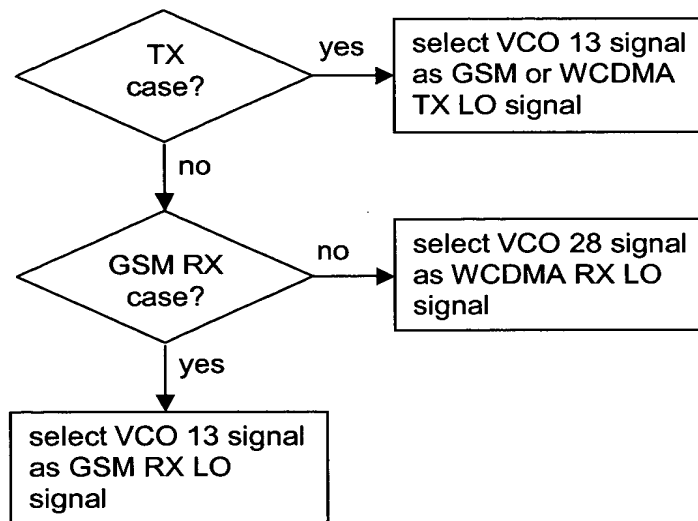 TX
case?
yes
select VCO 13 signal
as GSM or WCDMA
TX LO signal
no
GSM RX
case?
no
select VCO 28 signal
as WCDMA RX LO
signal
yes
select VCO 13 signal
as GSM RX LO
signal